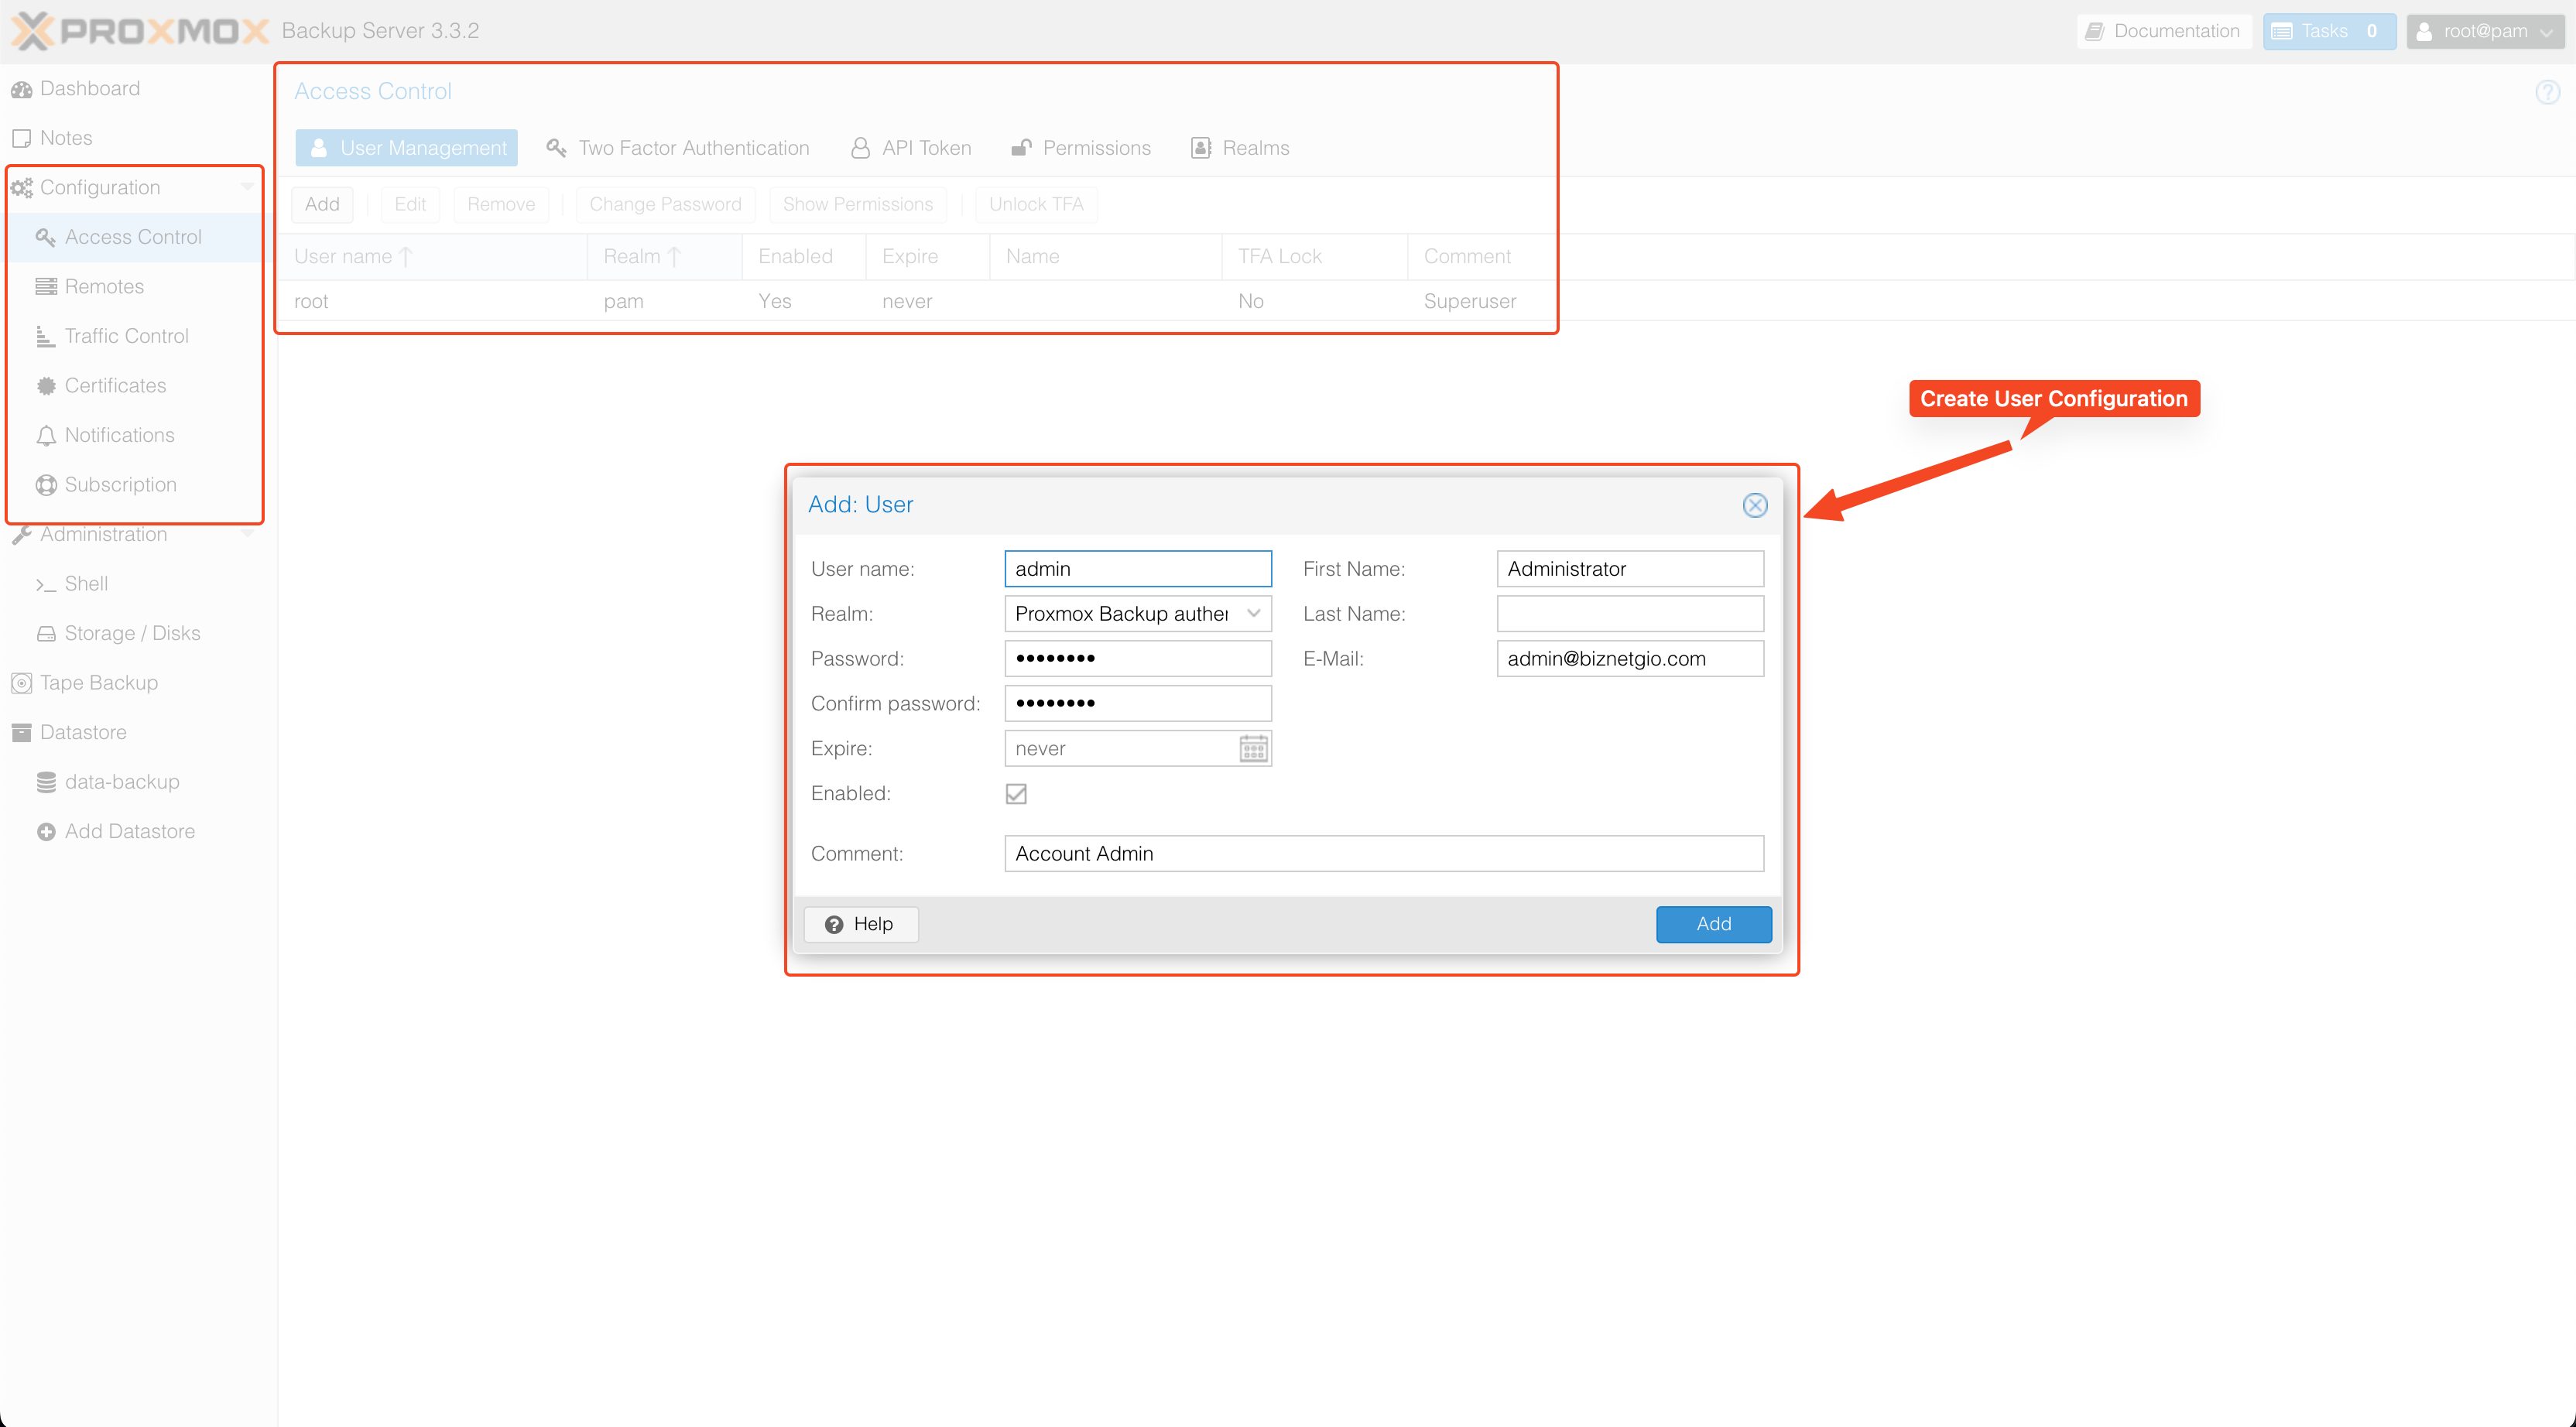 PROXMOX Backup Server 3.3.2
Documentation
Tasks 0
root@pam
Dashboard
Notes
Configuration
Access Control
Remotes
Traffic Control
Certificates
Notifications
Subscription
Administration
Shell
Storage / Disks
Tape Backup
Datastore
data-backup
Add Datastore
Access Control
User Management Two Factor Authentication API Token Permissions Realms
Add Edit Remove Change Password Show Permissions Unlock TFA
User name Realm Enabled Expire Name TFA Lock Comment
root pam Yes never No Superuser
Create User Configuration
Add: User
User name: admin First Name: Administrator
Realm: Proxmox Backup auther Last Name:
Password: •••••••• E-Mail: admin@biznetgio.com
Confirm password: ••••••••
Expire: never
Enabled:
Comment: Account Admin
Help Add